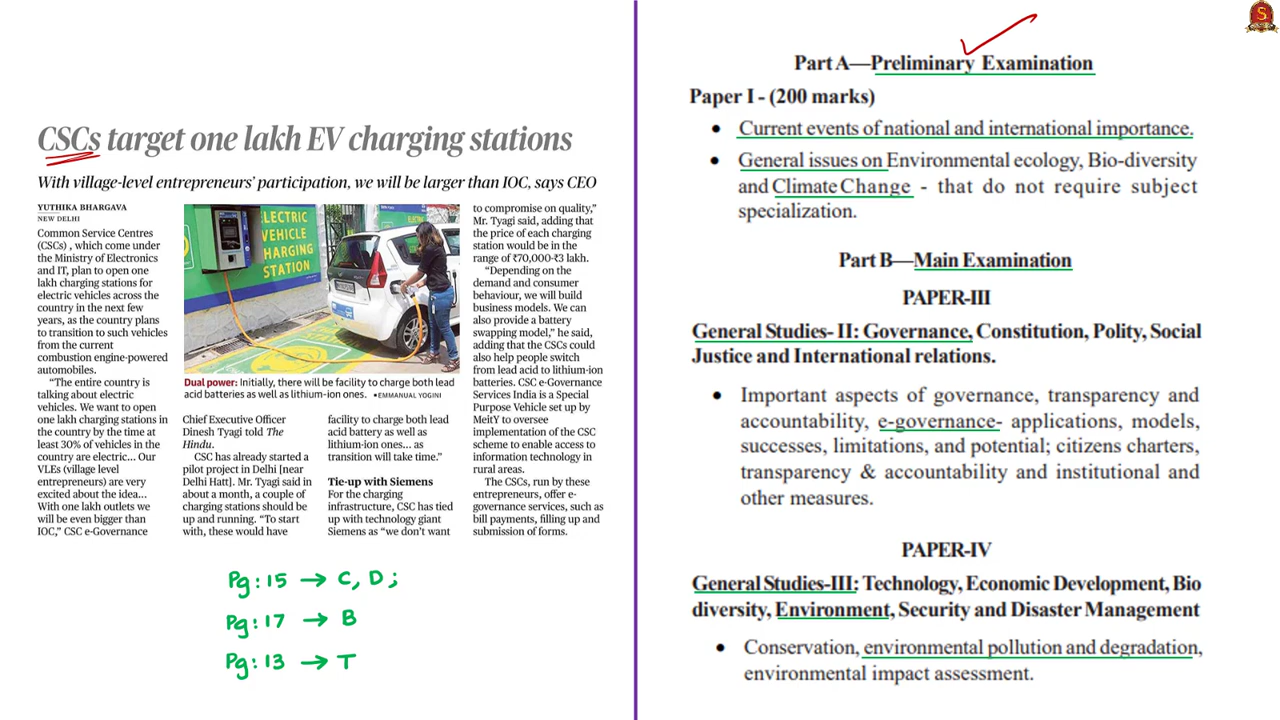 CSCs target one lakh EV charging stations
With village-level entrepreneurs' participation, we will be larger than IOC, says CEO
YUTHIKA BHARGAVA
NEW DELHI
Common Service Centres
(CSCs) , which come under
the Ministry of Electronics
and IT, plan to open one
lakh charging stations for
electric vehicles across the
country in the next few
years, as the country plans
to transition to such vehicles
from the current
combustion engine-powered
automobiles.
"The entire country is
talking about electric
vehicles. We want to open
one lakh charging stations in
the country by the time at
least 30% of vehicles in the
country are electric... Our
VLEs (village level
entrepreneurs) are very
excited about the idea...
With one lakh outlets we
will be even bigger than
IOC," CSC e-Governance
ELECTRIC
VEHICLE
CHARGING
STATION
Dual power: Initially, there will be facility to charge both lead
acid batteries as well as lithium-ion ones. ●EMMANUAL YOGINI
Chief Executive Officer
Dinesh Tyagi told The
Hindu.
CSC has already started a
pilot project in Delhi [near
Delhi Hatt]. Mr. Tyagi said in
about a month, a couple of
charging stations should be
up and running. "To start
with, these would have
facility to charge both lead
acid battery as well as
lithium-ion ones... as
transition will take time."
Tie-up with Siemens
For the charging
infrastructure, CSC has tied
up with technology giant
Siemens as "we don't want
to compromise on quality,"
Mr. Tyagi said, adding that
the price of each charging
station would be in the
range of ₹70,000-₹3 lakh.
"Depending on the
demand and consumer
behaviour, we will build
business models. We can
also provide a battery
swapping model," he said,
adding that the CSCs could
also help people switch
from lead acid to lithium-ion
batteries. CSC e-Governance
Services India is a Special
Purpose Vehicle set up by
MeitY to oversee
implementation of the CSC
scheme to enable access to
information technology in
rural areas.
The CSCs, run by these
entrepreneurs, offer e-
governance services, such as
bill payments, filling up and
submission of forms.
Pg: 15 → C, D;
Pg: 17 → B
Pg: 13 → T
S
Part A—Preliminary Examination
Paper I - (200 marks)
• Current events of national and international importance.
• General issues on Environmental ecology, Bio-diversity
and Climate Change - that do not require subject
specialization.
Part B—Main Examination
PAPER-III
General Studies- II: Governance, Constitution, Polity, Social
Justice and International relations.
• Important aspects of governance, transparency and
accountability, e-governance- applications, models,
successes, limitations, and potential; citizens charters,
transparency & accountability and institutional and
other measures.
PAPER-IV
General Studies-III: Technology, Economic Development, Bio
diversity, Environment, Security and Disaster Management
• Conservation, environmental pollution and degradation,
environmental impact assessment.